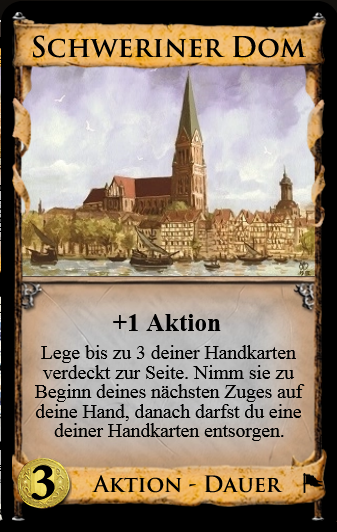 Schweriner Dom
+1 Aktion
Lege bis zu 3 deiner Handkarten
verdeckt zur Seite. Nimm sie zu
Beginn deines nächsten Zuges auf
deine Hand, danach darfst du eine
deiner Handkarten entsorgen.
3
Aktion - Dauer